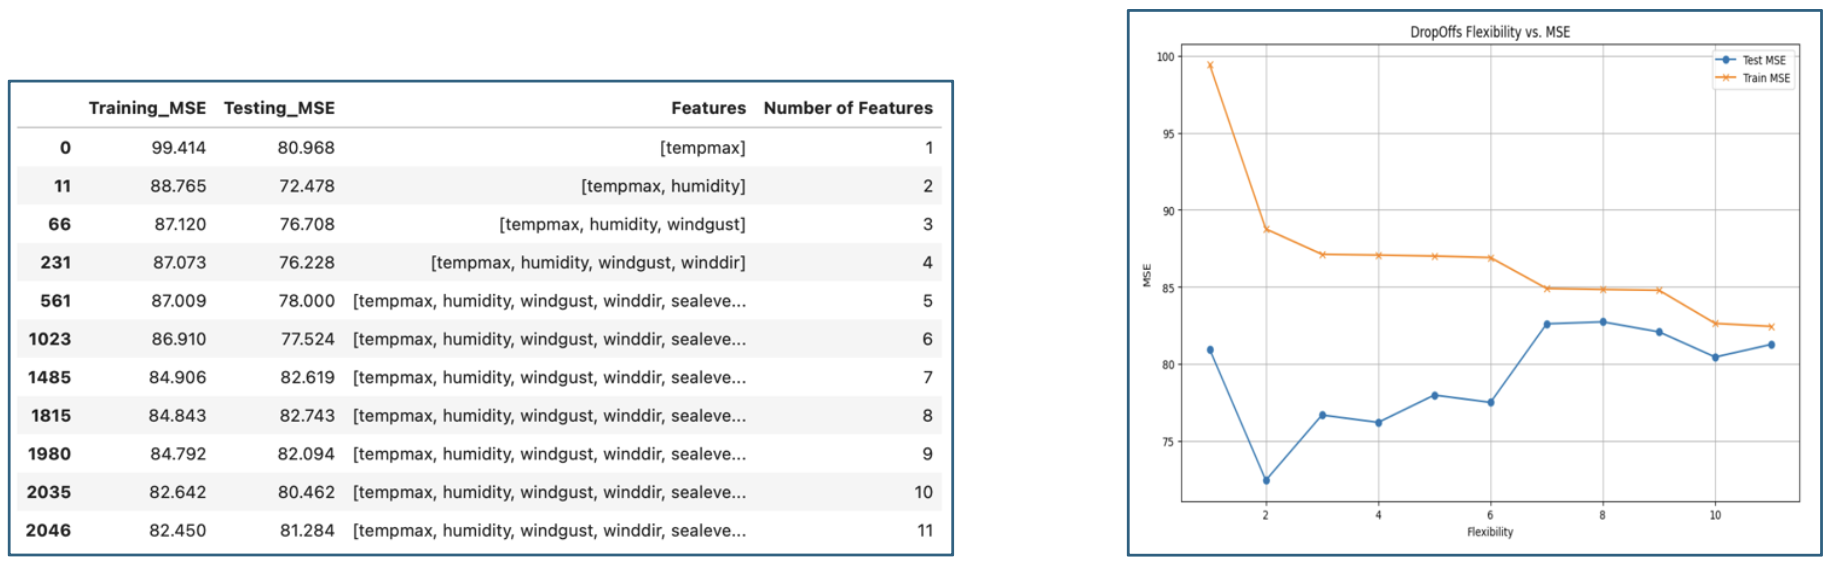 Training_MSE Testing_MSE Features Number of Features
0 99.414 80.968 [tempmax] 1
11 88.765 72.478 [tempmax, humidity] 2
66 87.120 76.708 [tempmax, humidity, windgust] 3
231 87.073 76.228 [tempmax, humidity, windgust, winddir] 4
561 87.009 78.000 [tempmax, humidity, windgust, winddir, sealeve... 5
1023 86.910 77.524 [tempmax, humidity, windgust, winddir, sealeve... 6
1485 84.906 82.619 [tempmax, humidity, windgust, winddir, sealeve... 7
1815 84.843 82.743 [tempmax, humidity, windgust, winddir, sealeve... 8
1980 84.792 82.094 [tempmax, humidity, windgust, winddir, sealeve... 9
2035 82.642 80.462 [tempmax, humidity, windgust, winddir, sealeve... 10
2046 82.450 81.284 [tempmax, humidity, windgust, winddir, sealeve... 11
DropOffs Flexibility vs. MSE
Test MSE
Train MSE
100
95
90
85
80
75
MSE
2 4 6 8 10
Flexibility